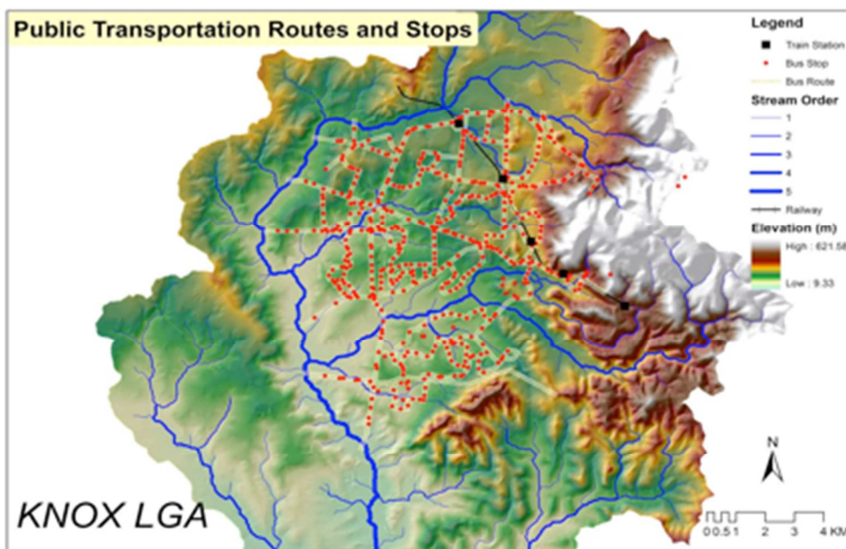 Public Transportation Routes and Stops
Legend
Train Station
Bus Stop
Bus Route
Stream Order
1
2
3
4
5
Railway
Elevation (m)
High : 621.58
Low : 9.33
N
KNOX LGA
0 0.5 1 2 3 4 KM